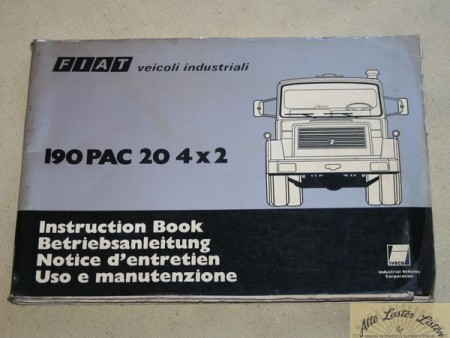 FIAT veicoli industriali
190 PAC 20 4x2
Instruction Book
Betriebsanleitung
Notice d'entretien
Uso e manutenzione
IVECO
Industrial Vehicles
Corporation
Alte Laster Listen